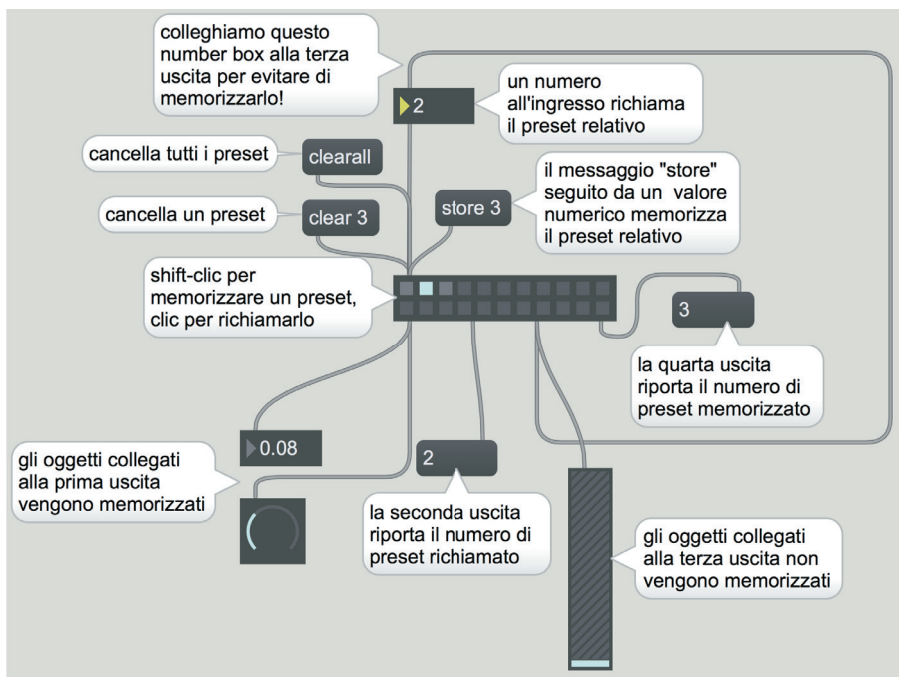 colleghiamo questo
number box alla terza
uscita per evitare di
memorizzarlo!
2
un numero
all'ingresso richiama
il preset relativo
cancella tutti i preset
clearall
cancella un preset
clear 3
store 3
il messaggio "store"
seguito da un valore
numerico memorizza
il preset relativo
shift-clic per
memorizzare un preset,
clic per richiamarlo
3
la quarta uscita
riporta il numero di
preset memorizzato
0.08
gli oggetti collegati
alla prima uscita
vengono memorizzati
2
la seconda uscita
riporta il numero di
preset richiamato
gli oggetti collegati
alla terza uscita non
vengono memorizzati